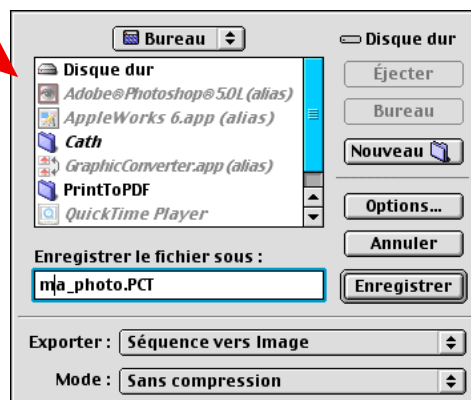 Bureau
Disque dur
Disque dur
Adobe®Photoshop®5.0L (alias)
AppleWorks 6.app (alias)
Cath
GraphicConverter.app (alias)
PrintToPDF
QuickTime Player
Éjecter
Bureau
Nouveau
Options...
Annuler
Enregistrer
Enregistrer le fichier sous :
ma_photo.PCT
Exporter : Séquence vers Image
Mode : Sans compression